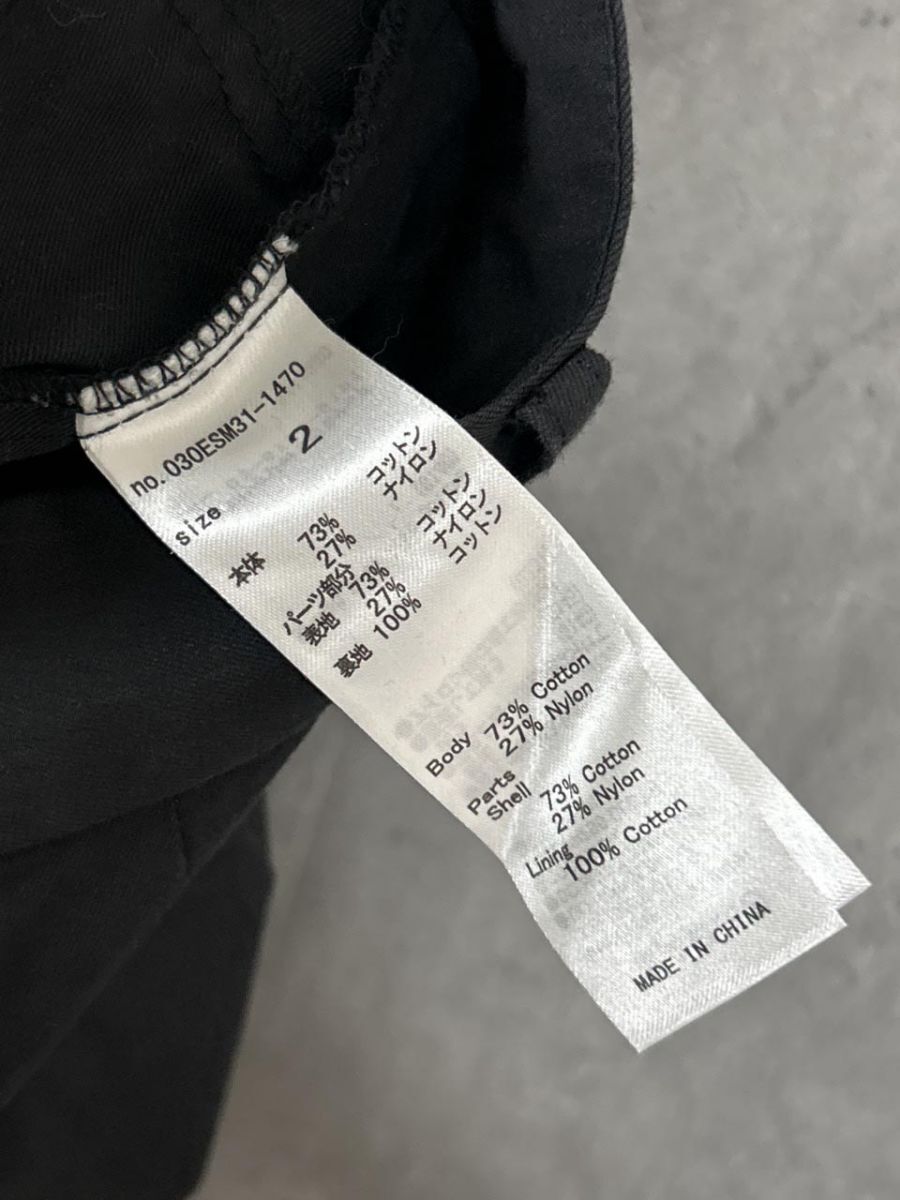 no.030ESM31-1470
size 2
本体 73% コットン
27% ナイロン
パーツ部分
表地 73% コットン
27% ナイロン
裏地 100% コットン
Body 73% Cotton
27% Nylon
Parts
Shell 73% Cotton
27% Nylon
Lining
100% Cotton
MADE IN CHINA